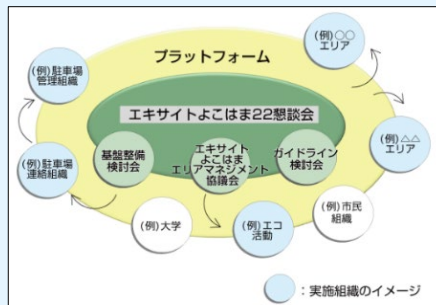 プラットフォーム
エキサイトよこはま22懇談会
基盤整備
検討会
エキサイト
よこはま
エリアマネジメント
協議会
ガイドライン
検討会
(例)駐車場
管理組織
(例)駐車場
連絡組織
(例)大学
(例)エコ
活動
(例)市民
組織
(例)△△
エリア
(例)○○
エリア
：実施組織のイメージ